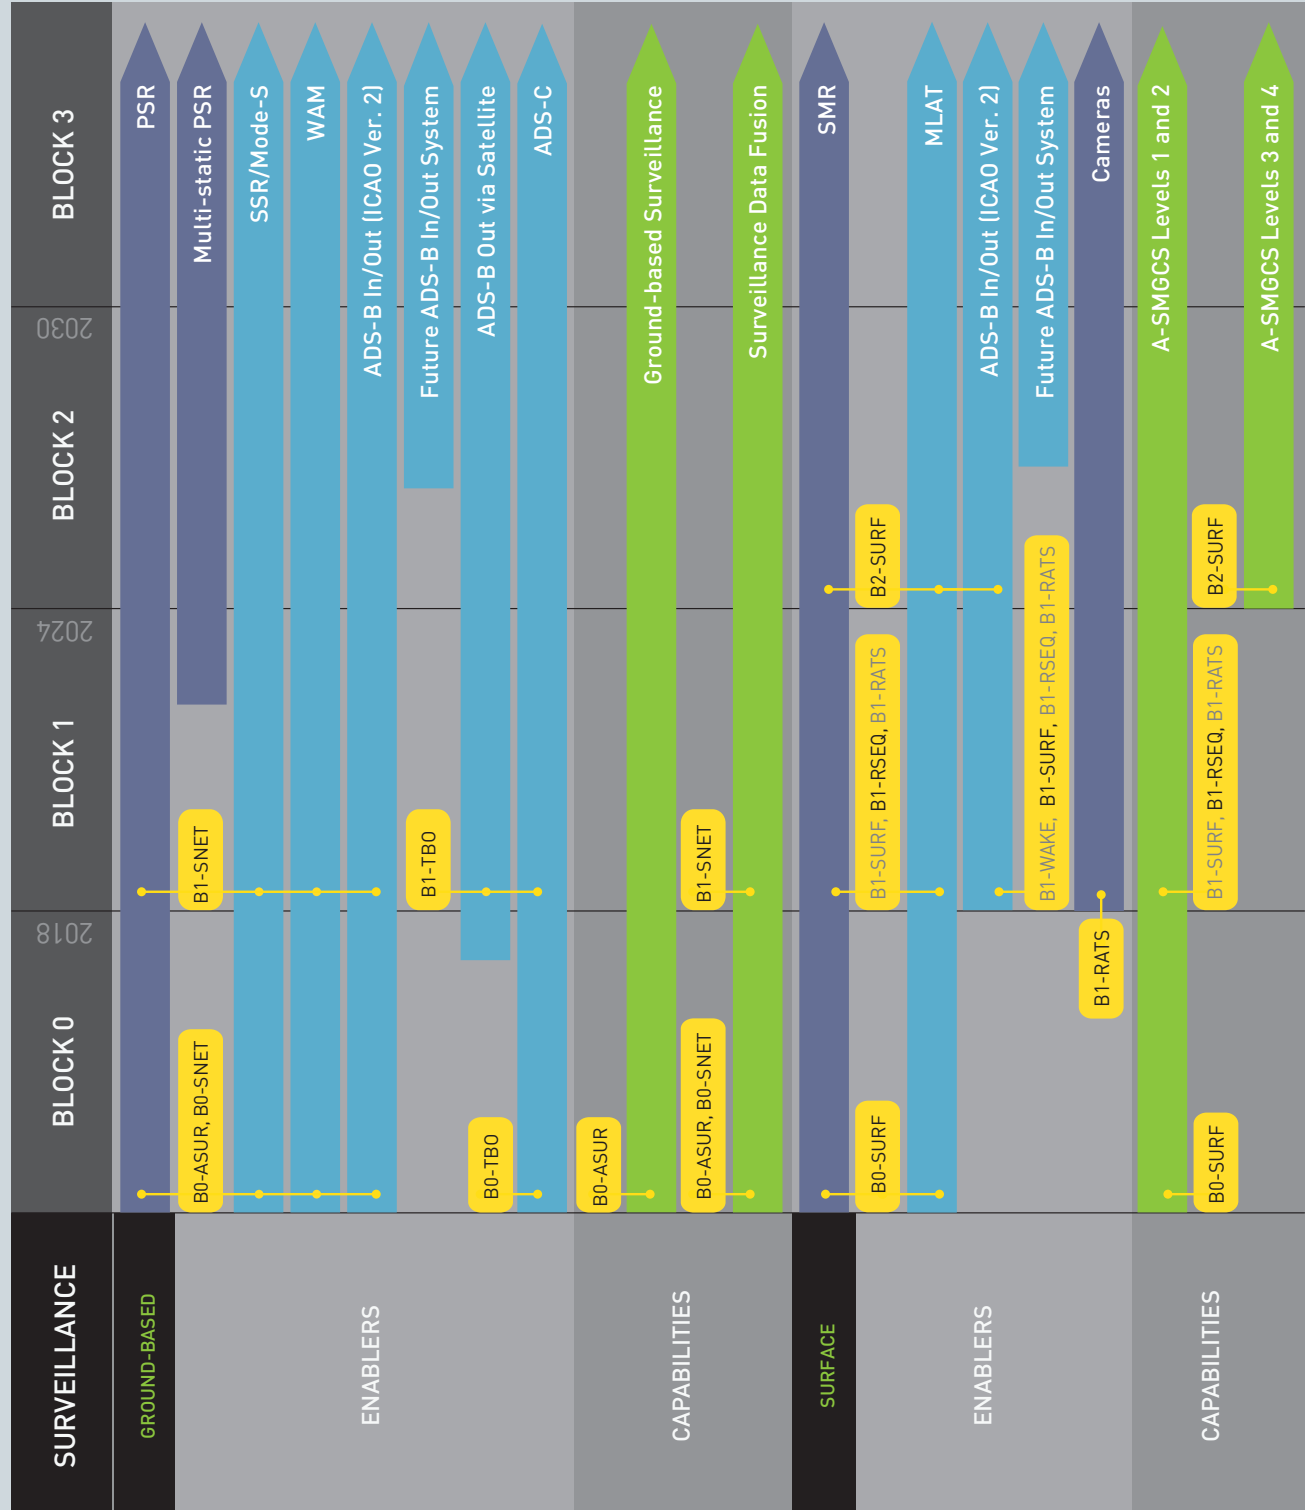 SURVEILLANCE
BLOCK 0
2018
BLOCK 1
2024
BLOCK 2
2030
BLOCK 3
GROUND-BASED
ENABLERS
PSR
B0-ASUR, B0-SNET
B1-SNET
Multi-static PSR
SSR/Mode-S
WAM
ADS-B In/Out (ICAO Ver. 2)
B1-TBO
Future ADS-B In/Out System
B0-TBO
ADS-B Out via Satellite
ADS-C
CAPABILITIES
B0-ASUR
Ground-based Surveillance
B0-ASUR, B0-SNET
B1-SNET
Surveillance Data Fusion
SURFACE
ENABLERS
SMR
B0-SURF
B1-SURF, B1-RSEQ, B1-RATS
B2-SURF
MLAT
ADS-B In/Out (ICAO Ver. 2)
B1-WAKE, B1-SURF, B1-RSEQ, B1-RATS
Future ADS-B In/Out System
B1-RATS
Cameras
CAPABILITIES
A-SMGCS Levels 1 and 2
B0-SURF
B1-SURF, B1-RSEQ, B1-RATS
B2-SURF
A-SMGCS Levels 3 and 4